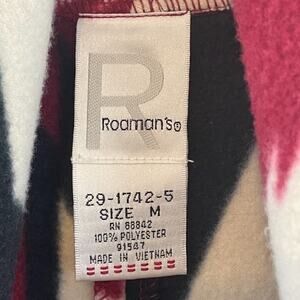 R
Roaman's®
29-1742-5
SIZE M
RN 88842
100% POLYESTER
91547
MADE IN VIETNAM